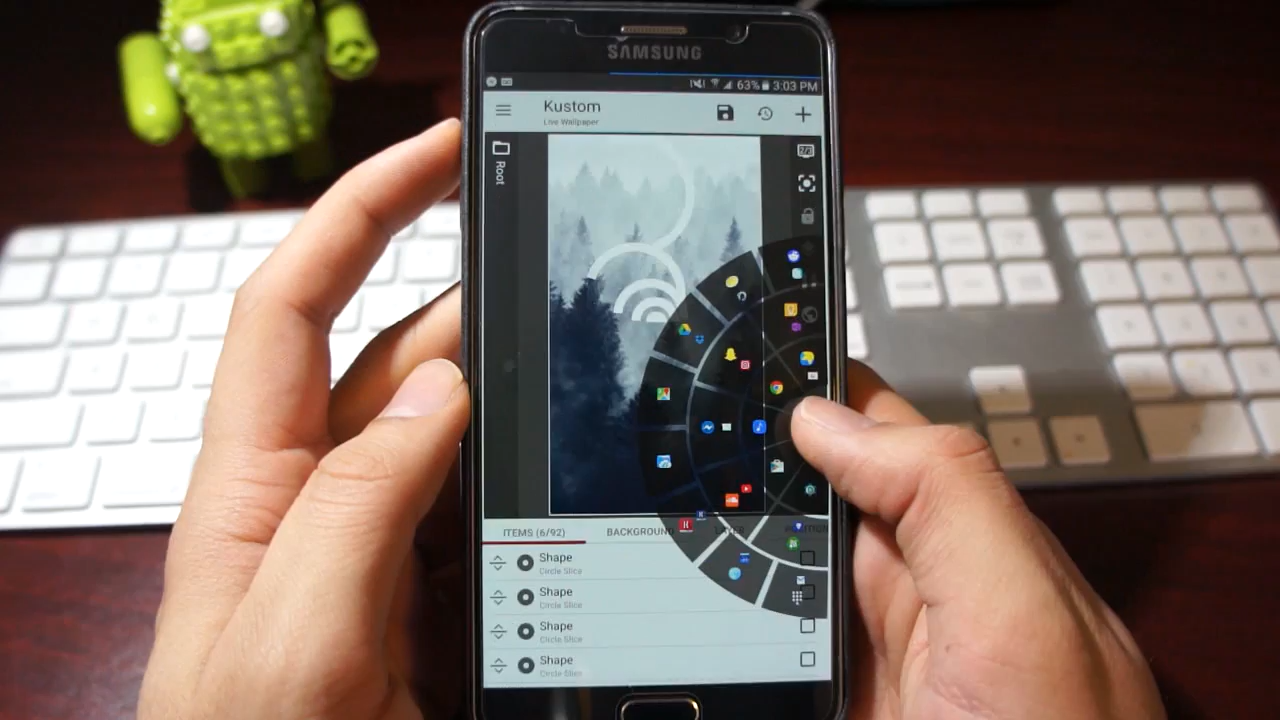 SAMSUNG
63% 3:03 PM
Kustom
Live Wallpaper
Root
ITEMS (6/92) BACKGROUND LAYER
Shape
Circle Slice
Shape
Circle Slice
Shape
Circle Slice
Shape
Circle Slice